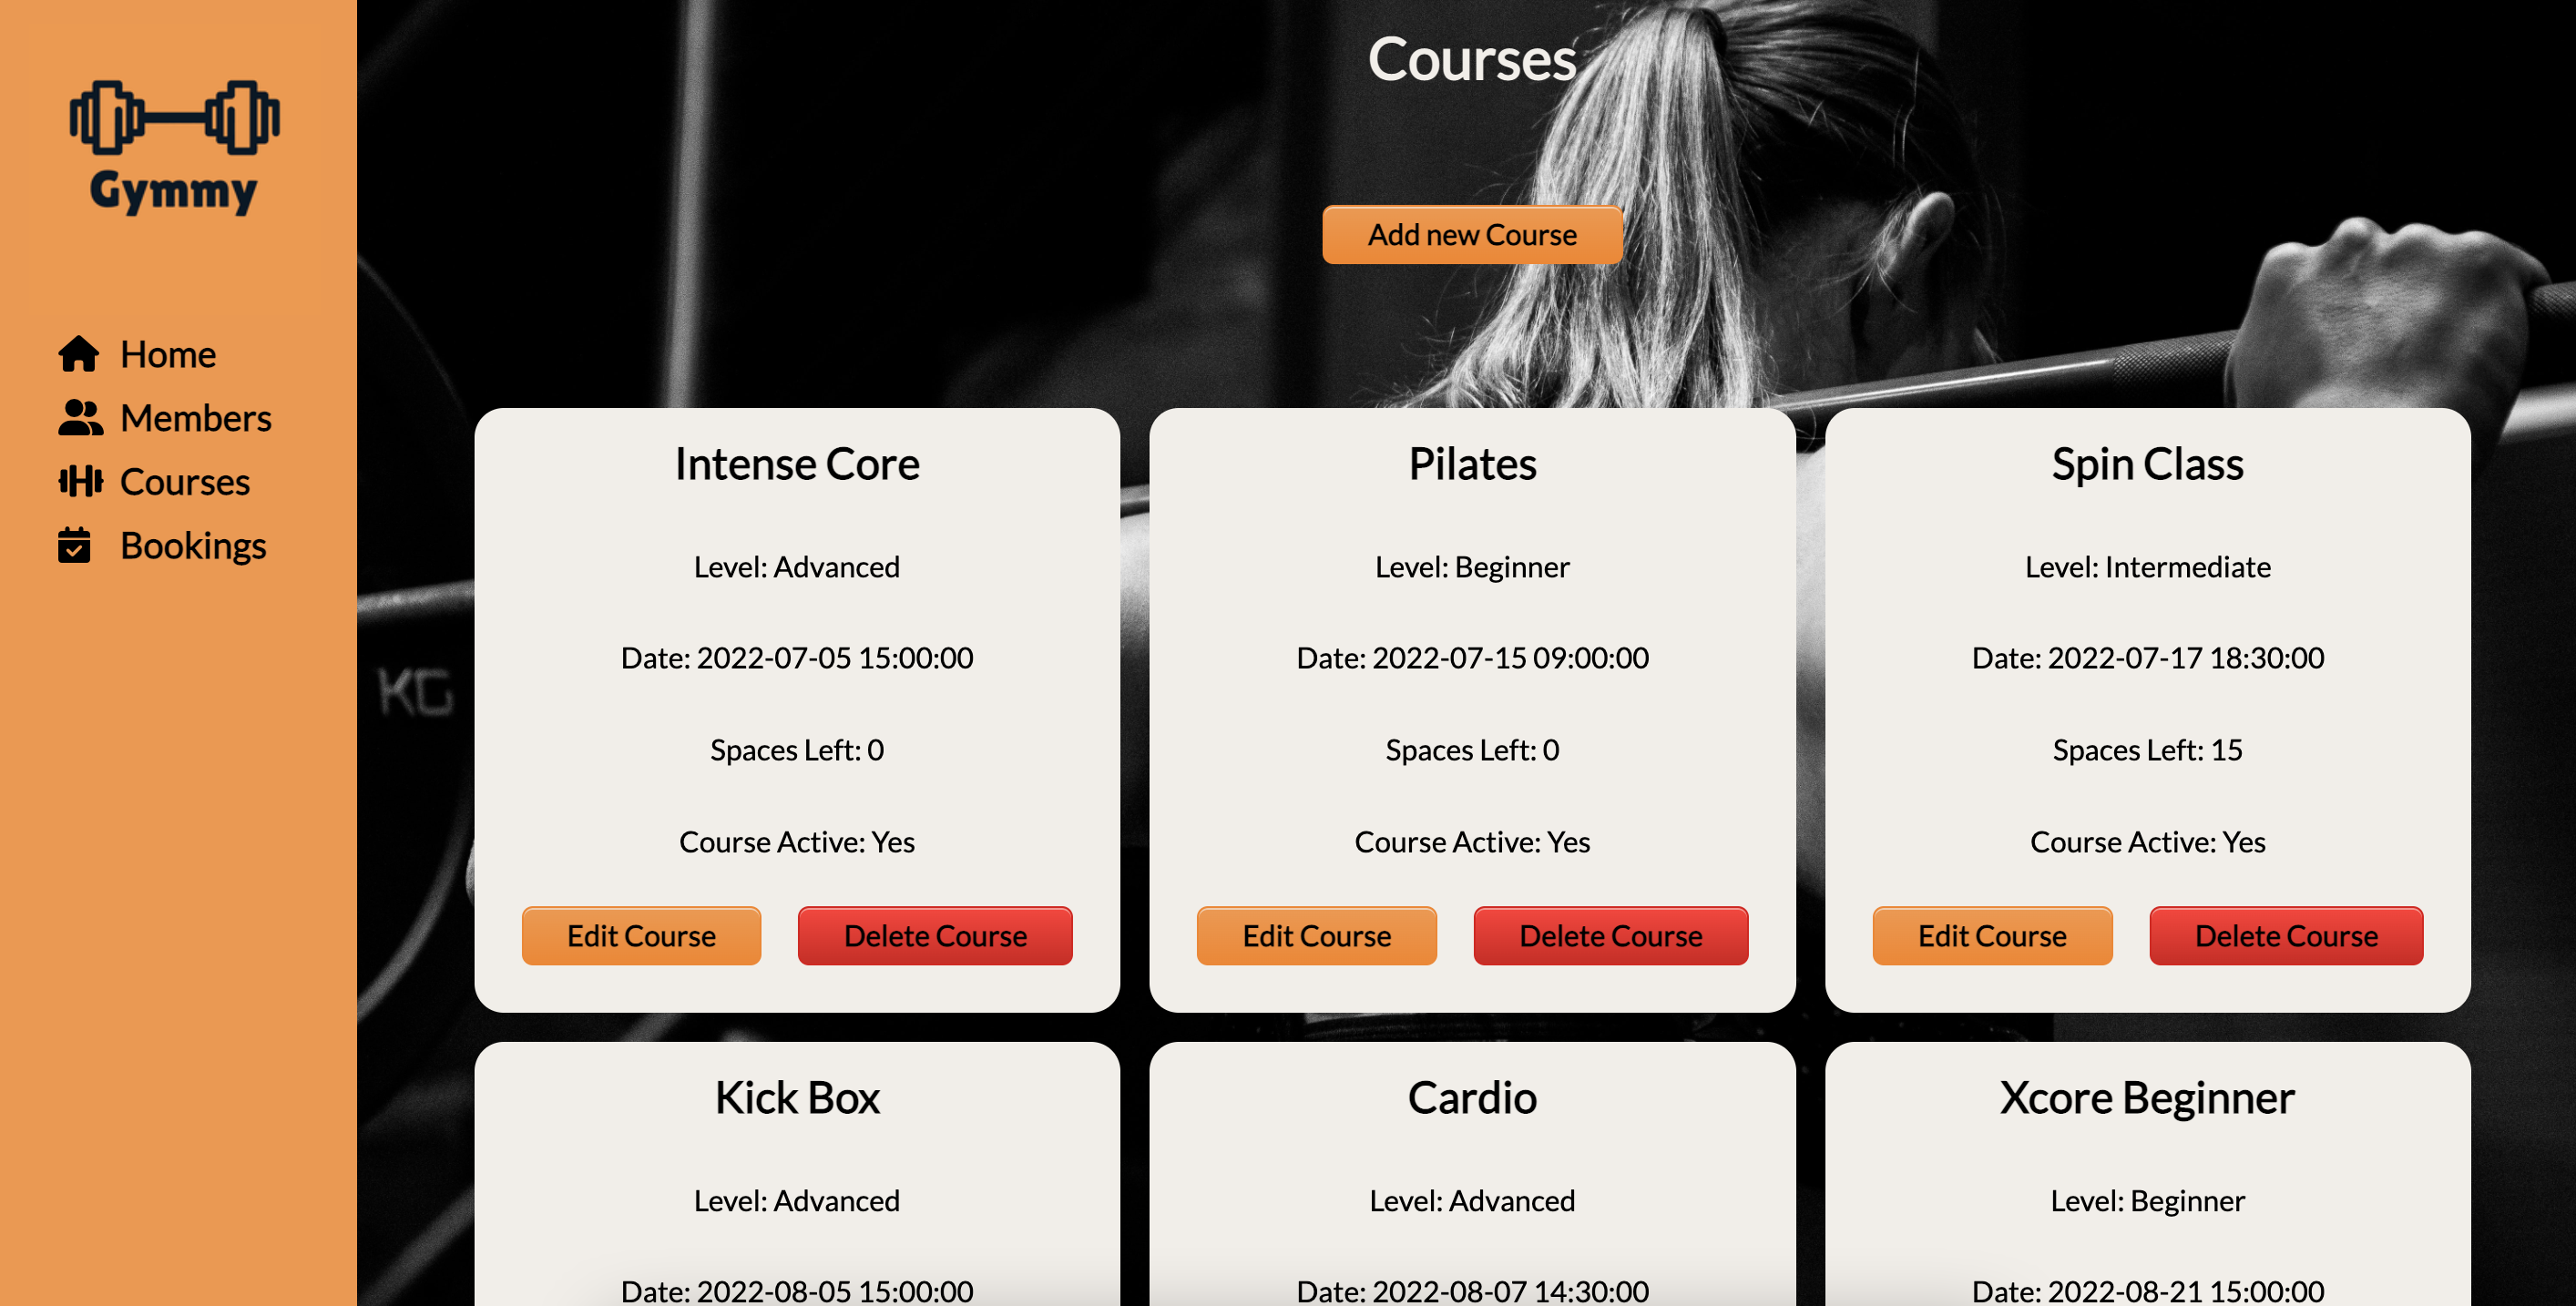 Gymmy
Home
Members
Courses
Bookings
Courses
Add new Course
KG
Intense Core
Level: Advanced
Date: 2022-07-05 15:00:00
Spaces Left: 0
Course Active: Yes
Edit Course
Delete Course
Pilates
Level: Beginner
Date: 2022-07-15 09:00:00
Spaces Left: 0
Course Active: Yes
Edit Course
Delete Course
Spin Class
Level: Intermediate
Date: 2022-07-17 18:30:00
Spaces Left: 15
Course Active: Yes
Edit Course
Delete Course
Kick Box
Level: Advanced
Date: 2022-08-05 15:00:00
Cardio
Level: Advanced
Date: 2022-08-07 14:30:00
Xcore Beginner
Level: Beginner
Date: 2022-08-21 15:00:00